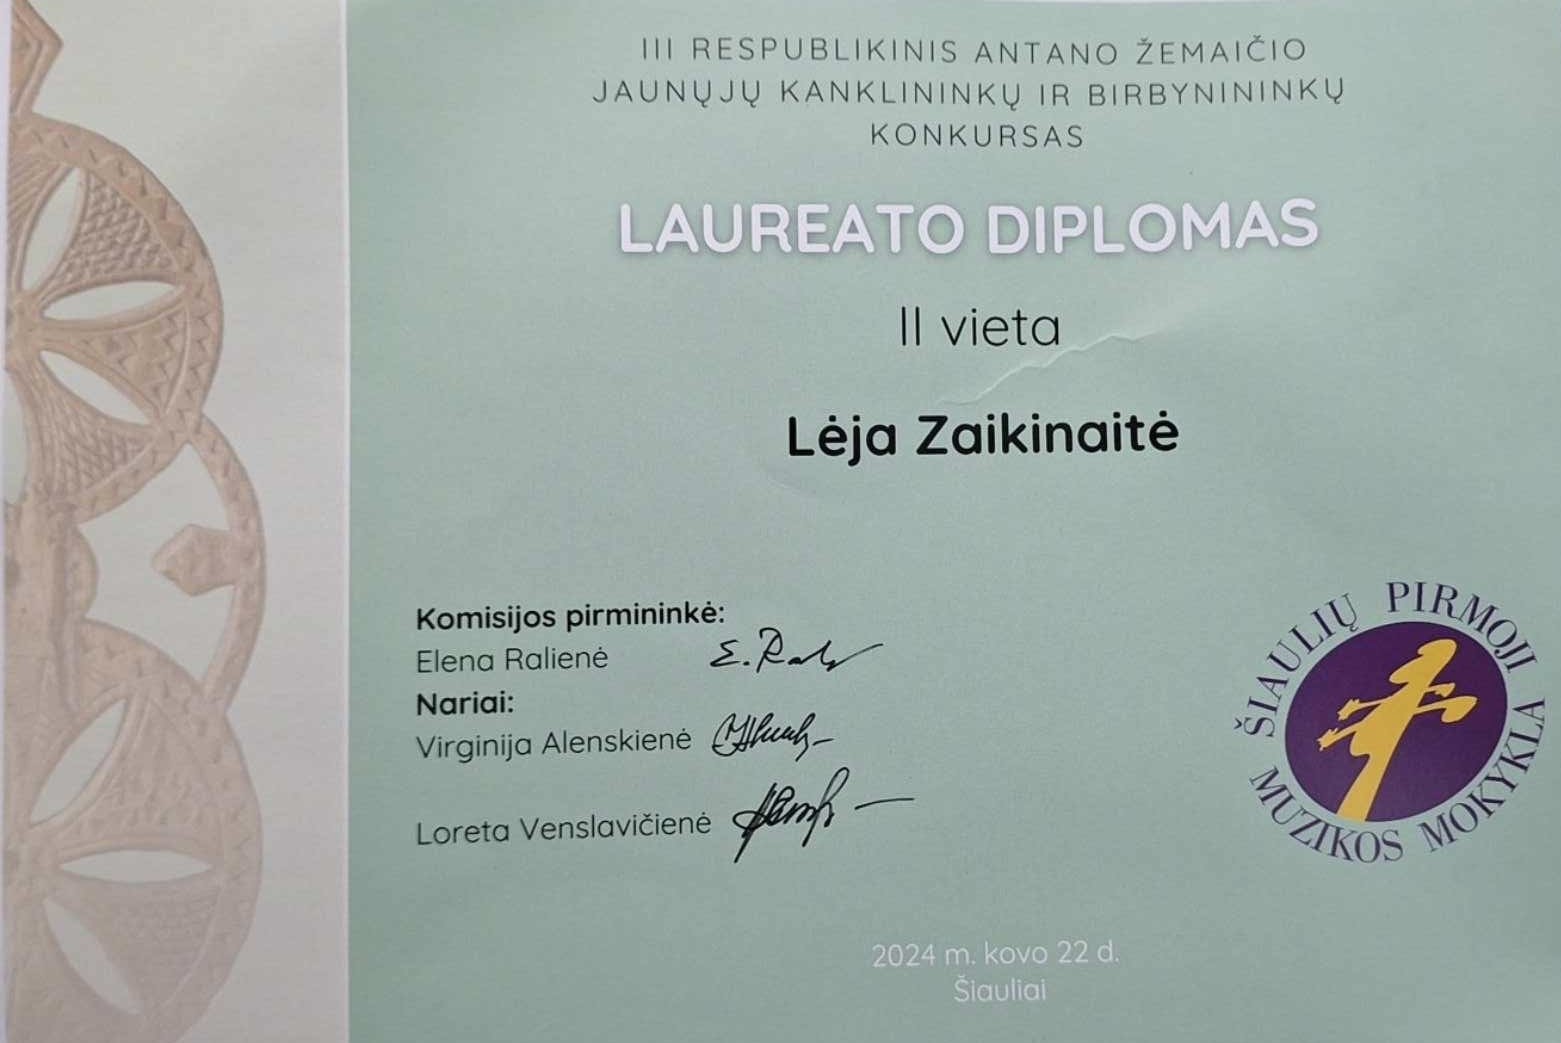 III RESPUBLIKINIS ANTANO ŽEMAIČIO
JAUNŲJŲ KANKLININKŲ IR BIRBYNININKŲ
KONKURSAS
LAUREATO DIPLOMAS
II vieta
Lėja Zaikinaitė
Komisijos pirmininkė:
Elena Ralienė
Nariai:
Virginija Alenskienė
Loreta Venslavičienė
ŠIAULIŲ PIRMOJI
MUZIKOS MOKYKLA
2024 m. kovo 22 d.
Šiauliai